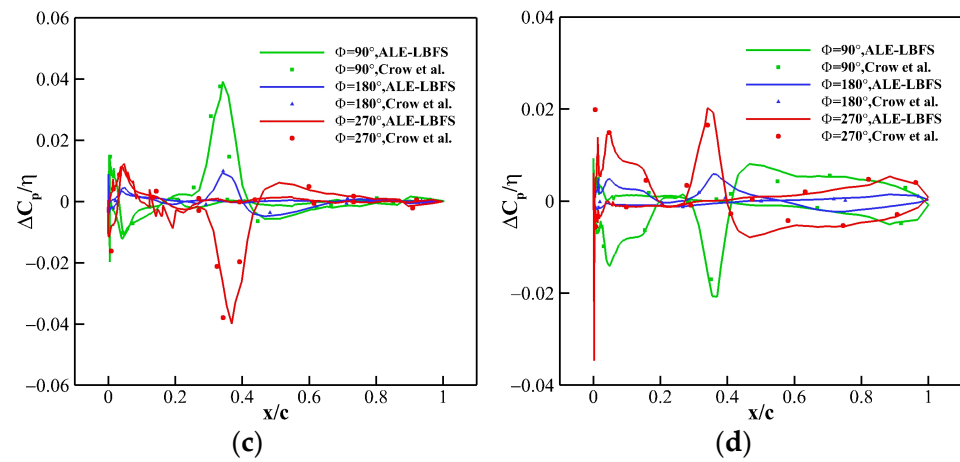 0.06
0.04
0.02
0
−0.02
−0.04
−0.06
ΔCp/η
0 0.2 0.4 0.6 0.8 1
x/c
Φ=90°,ALE-LBFS
Φ=90°,Crow et al.
Φ=180°,ALE-LBFS
Φ=180°,Crow et al.
Φ=270°,ALE-LBFS
Φ=270°,Crow et al.
(c)
0.04
0.02
0
−0.02
−0.04
ΔCp/η
0 0.2 0.4 0.6 0.8 1
x/c
Φ=90°,ALE-LBFS
Φ=90°,Crow et al.
Φ=180°,ALE-LBFS
Φ=180°,Crow et al.
Φ=270°,ALE-LBFS
Φ=270°,Crow et al.
(d)